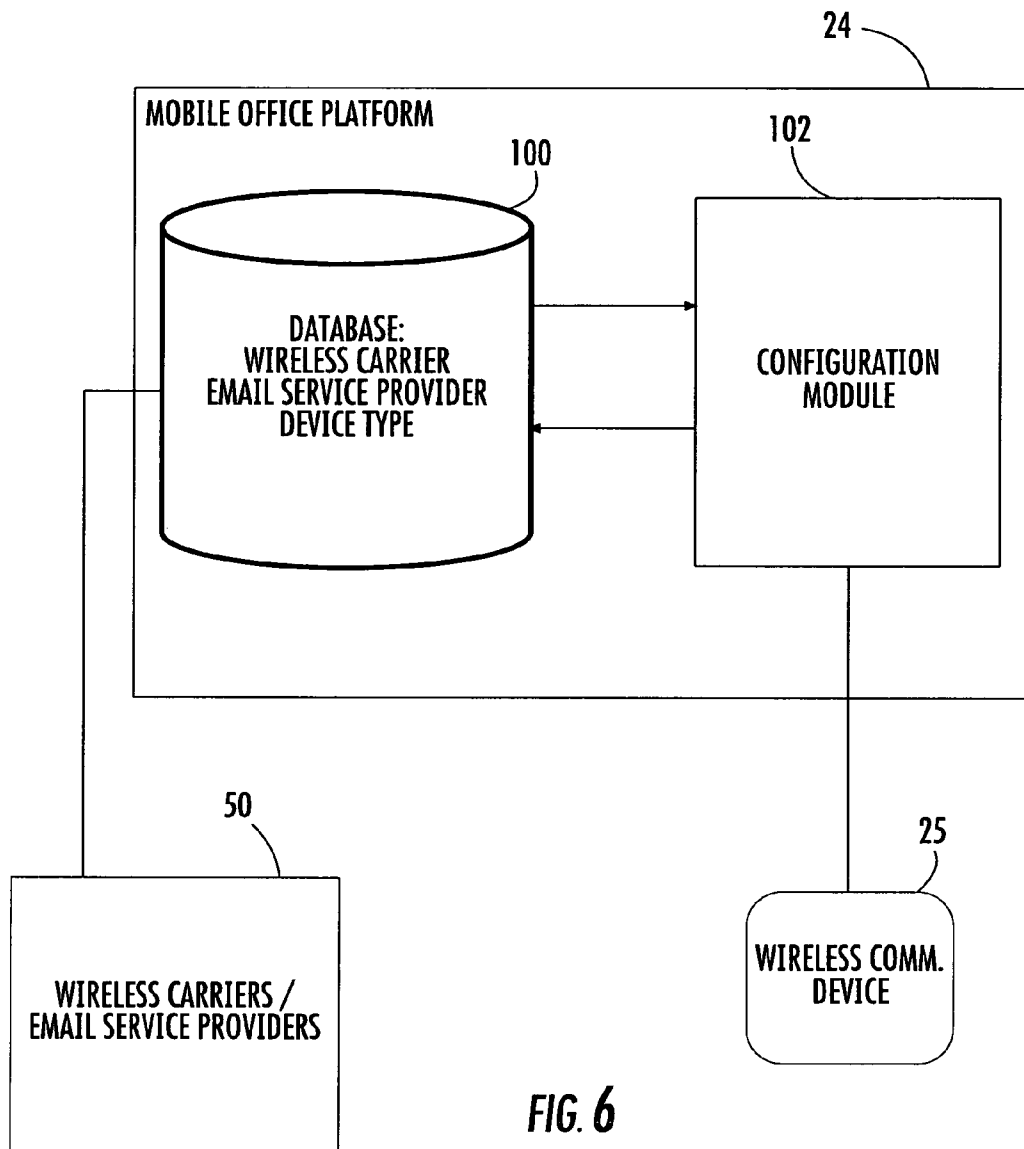 24
MOBILE OFFICE PLATFORM
100
102
DATABASE:
WIRELESS CARRIER
EMAIL SERVICE PROVIDER
DEVICE TYPE
CONFIGURATION
MODULE
50
25
WIRELESS CARRIERS /
EMAIL SERVICE PROVIDERS
WIRELESS COMM.
DEVICE
FIG. 6